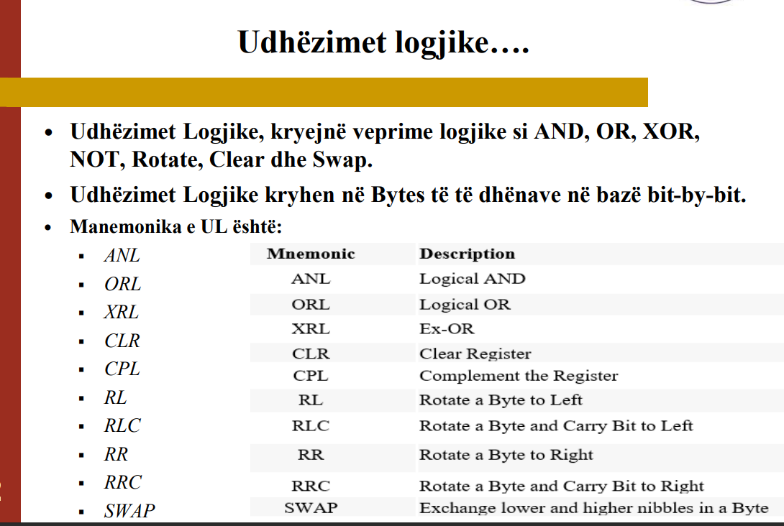 Udhëzimet logjike....
• Udhëzimet Logjike, kryejnë veprime logjike si AND, OR, XOR,
NOT, Rotate, Clear dhe Swap.
• Udhëzimet Logjike kryhen në Bytes të të dhënave në bazë bit-by-bit.
• Manemonika e UL është:
▪ ANL
▪ ORL
▪ XRL
▪ CLR
▪ CPL
▪ RL
▪ RLC
▪ RR
▪ RRC
▪ SWAP
Mnemonic Description
ANL Logical AND
ORL Logical OR
XRL Ex-OR
CLR Clear Register
CPL Complement the Register
RL Rotate a Byte to Left
RLC Rotate a Byte and Carry Bit to Left
RR Rotate a Byte to Right
RRC Rotate a Byte and Carry Bit to Right
SWAP Exchange lower and higher nibbles in a Byte